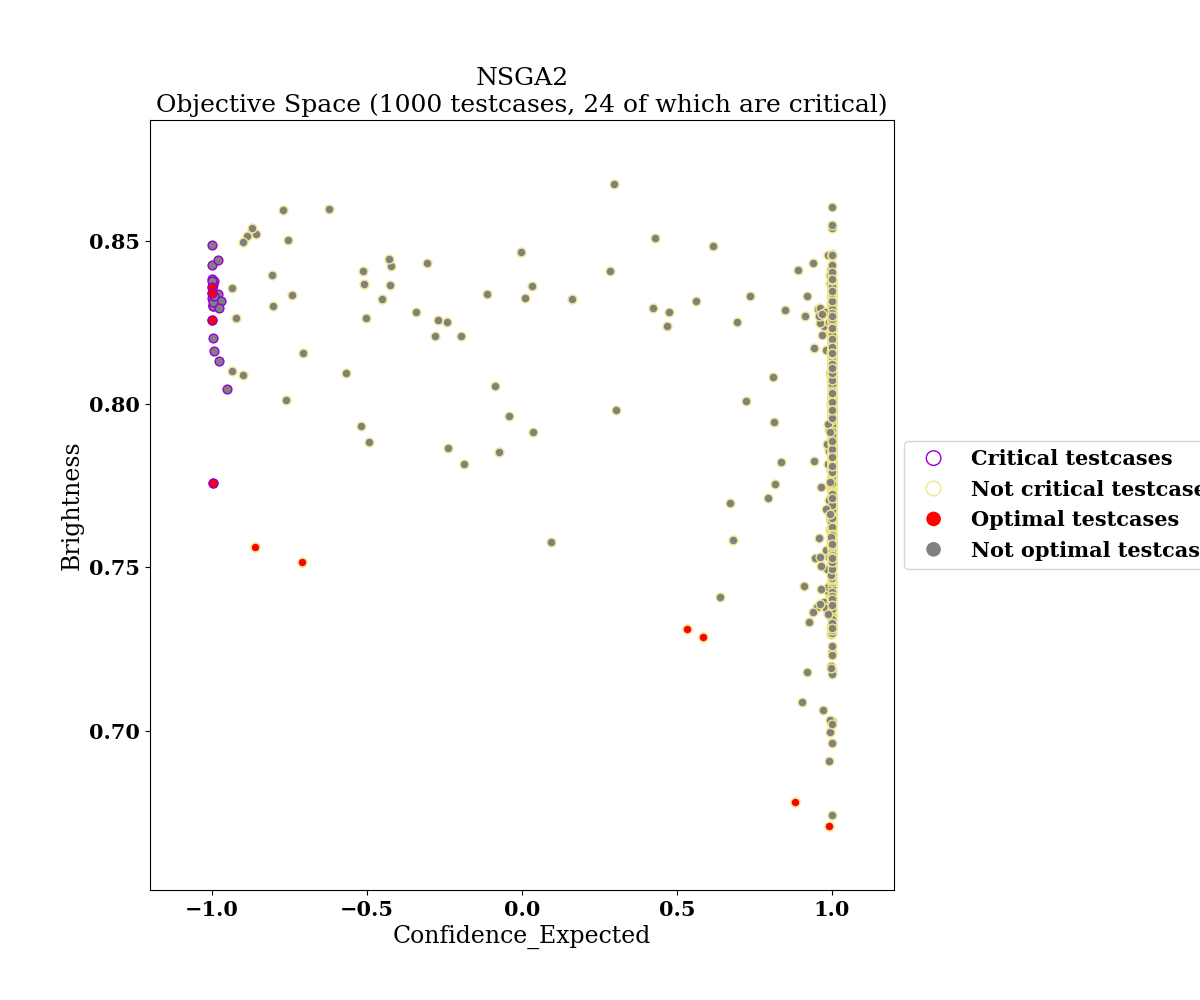 NSGA2
Objective Space (1000 testcases, 24 of which are critical)
0.85
0.80
0.75
0.70
Brightness
−1.0
−0.5
0.0
0.5
1.0
Confidence_Expected
Critical testcases
Not critical testcase
Optimal testcases
Not optimal testcas